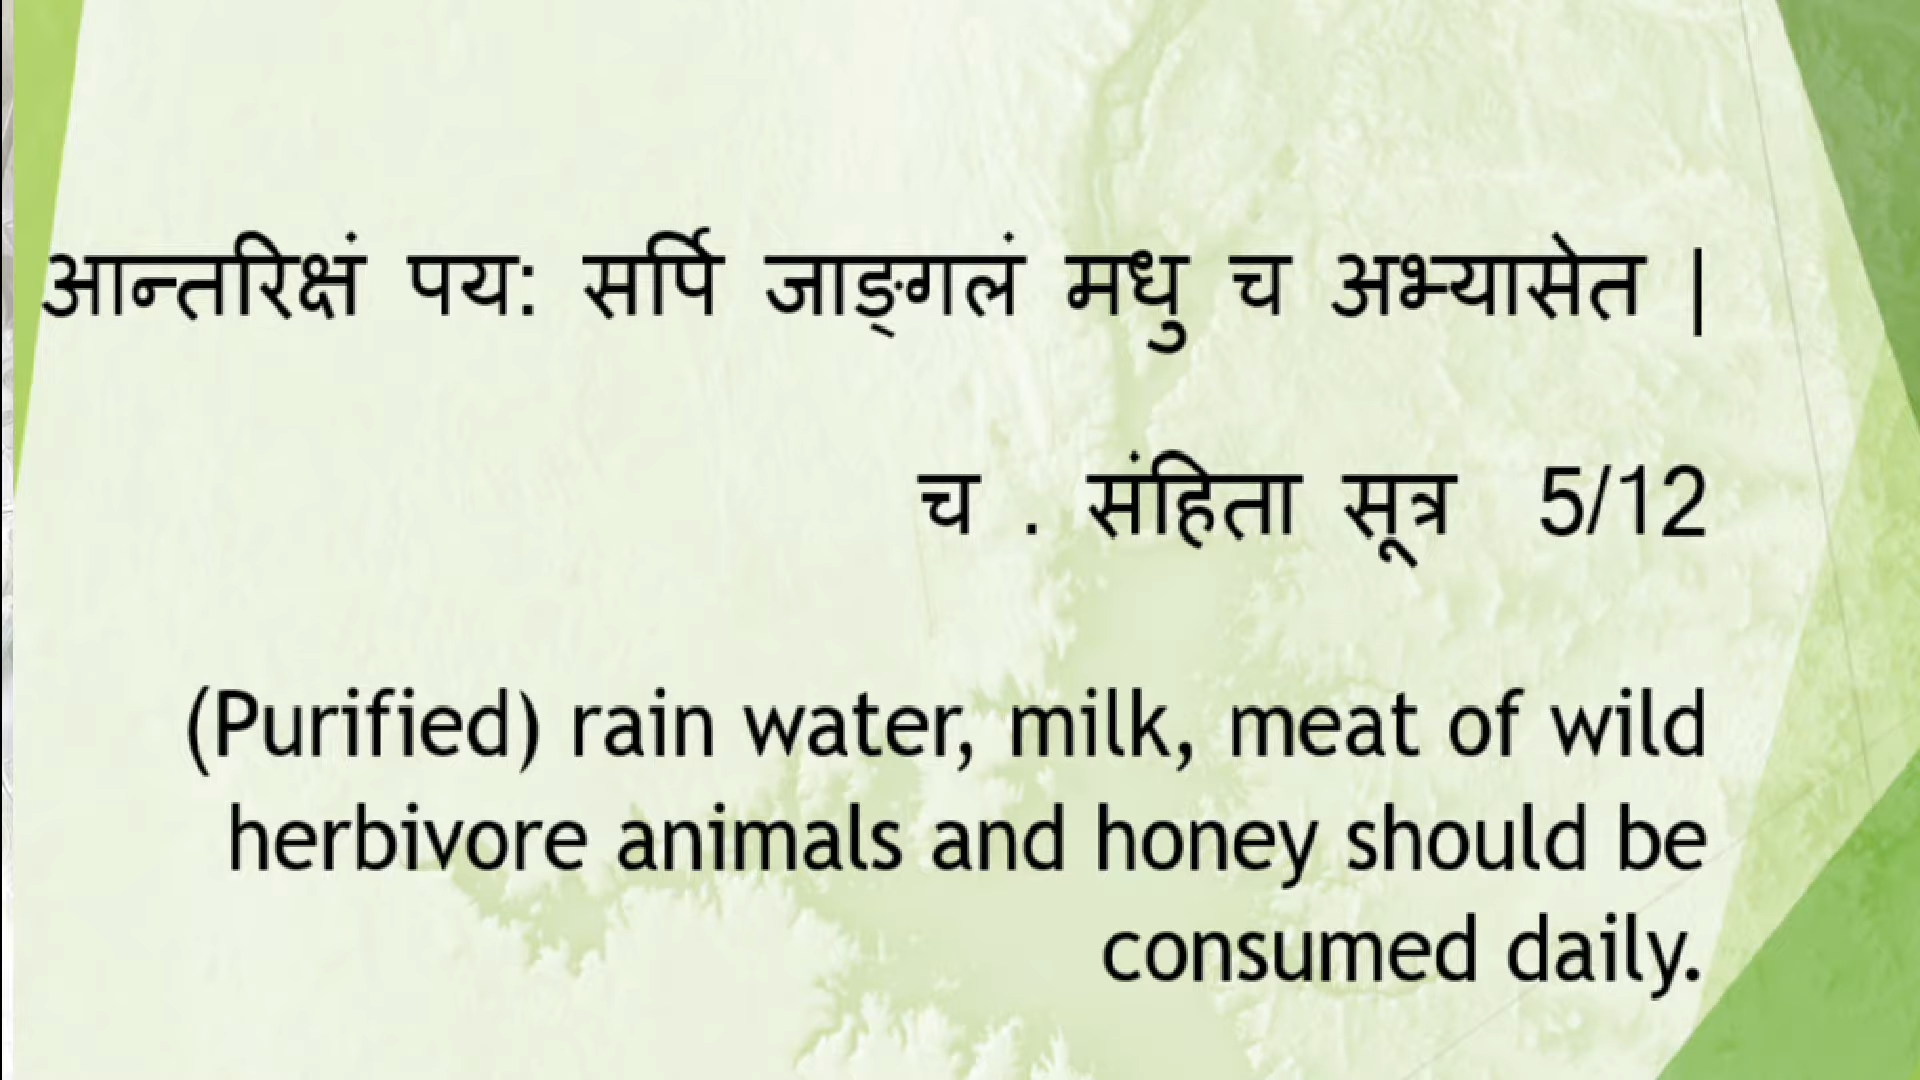 आन्तरिक्षं पय: सर्पि जाङ्गलं मधु च अभ्यासेत |
च . संहिता सूत्र 5/12
(Purified) rain water, milk, meat of wild
herbivore animals and honey should be
consumed daily.